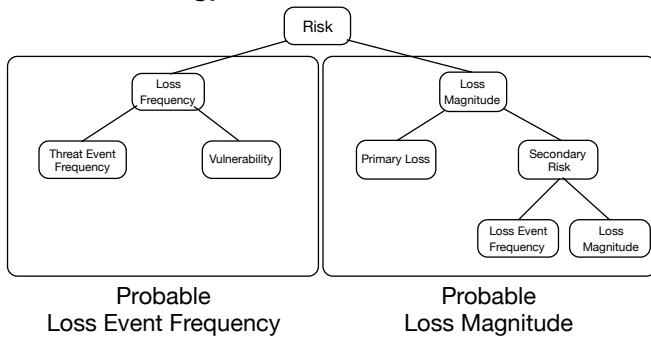 Risk
Loss
Frequency
Loss
Magnitude
Threat Event
Frequency
Vulnerability
Primary Loss
Secondary
Risk
Loss Event
Frequency
Loss
Magnitude
Probable
Loss Event Frequency
Probable
Loss Magnitude